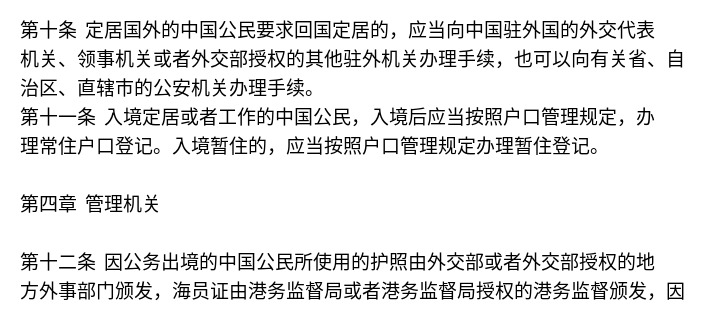 第十条 定居国外的中国公民要求回国定居的，应当向中国驻外国的外交代表
机关、领事机关或者外交部授权的其他驻外机关办理手续，也可以向有关省、自
治区、直辖市的公安机关办理手续。
第十一条 入境定居或者工作的中国公民，入境后应当按照户口管理规定，办
理常住户口登记。入境暂住的，应当按照户口管理规定办理暂住登记。
第四章 管理机关
第十二条 因公务出境的中国公民所使用的护照由外交部或者外交部授权的地
方外事部门颁发，海员证由港务监督局或者港务监督局授权的港务监督颁发，因